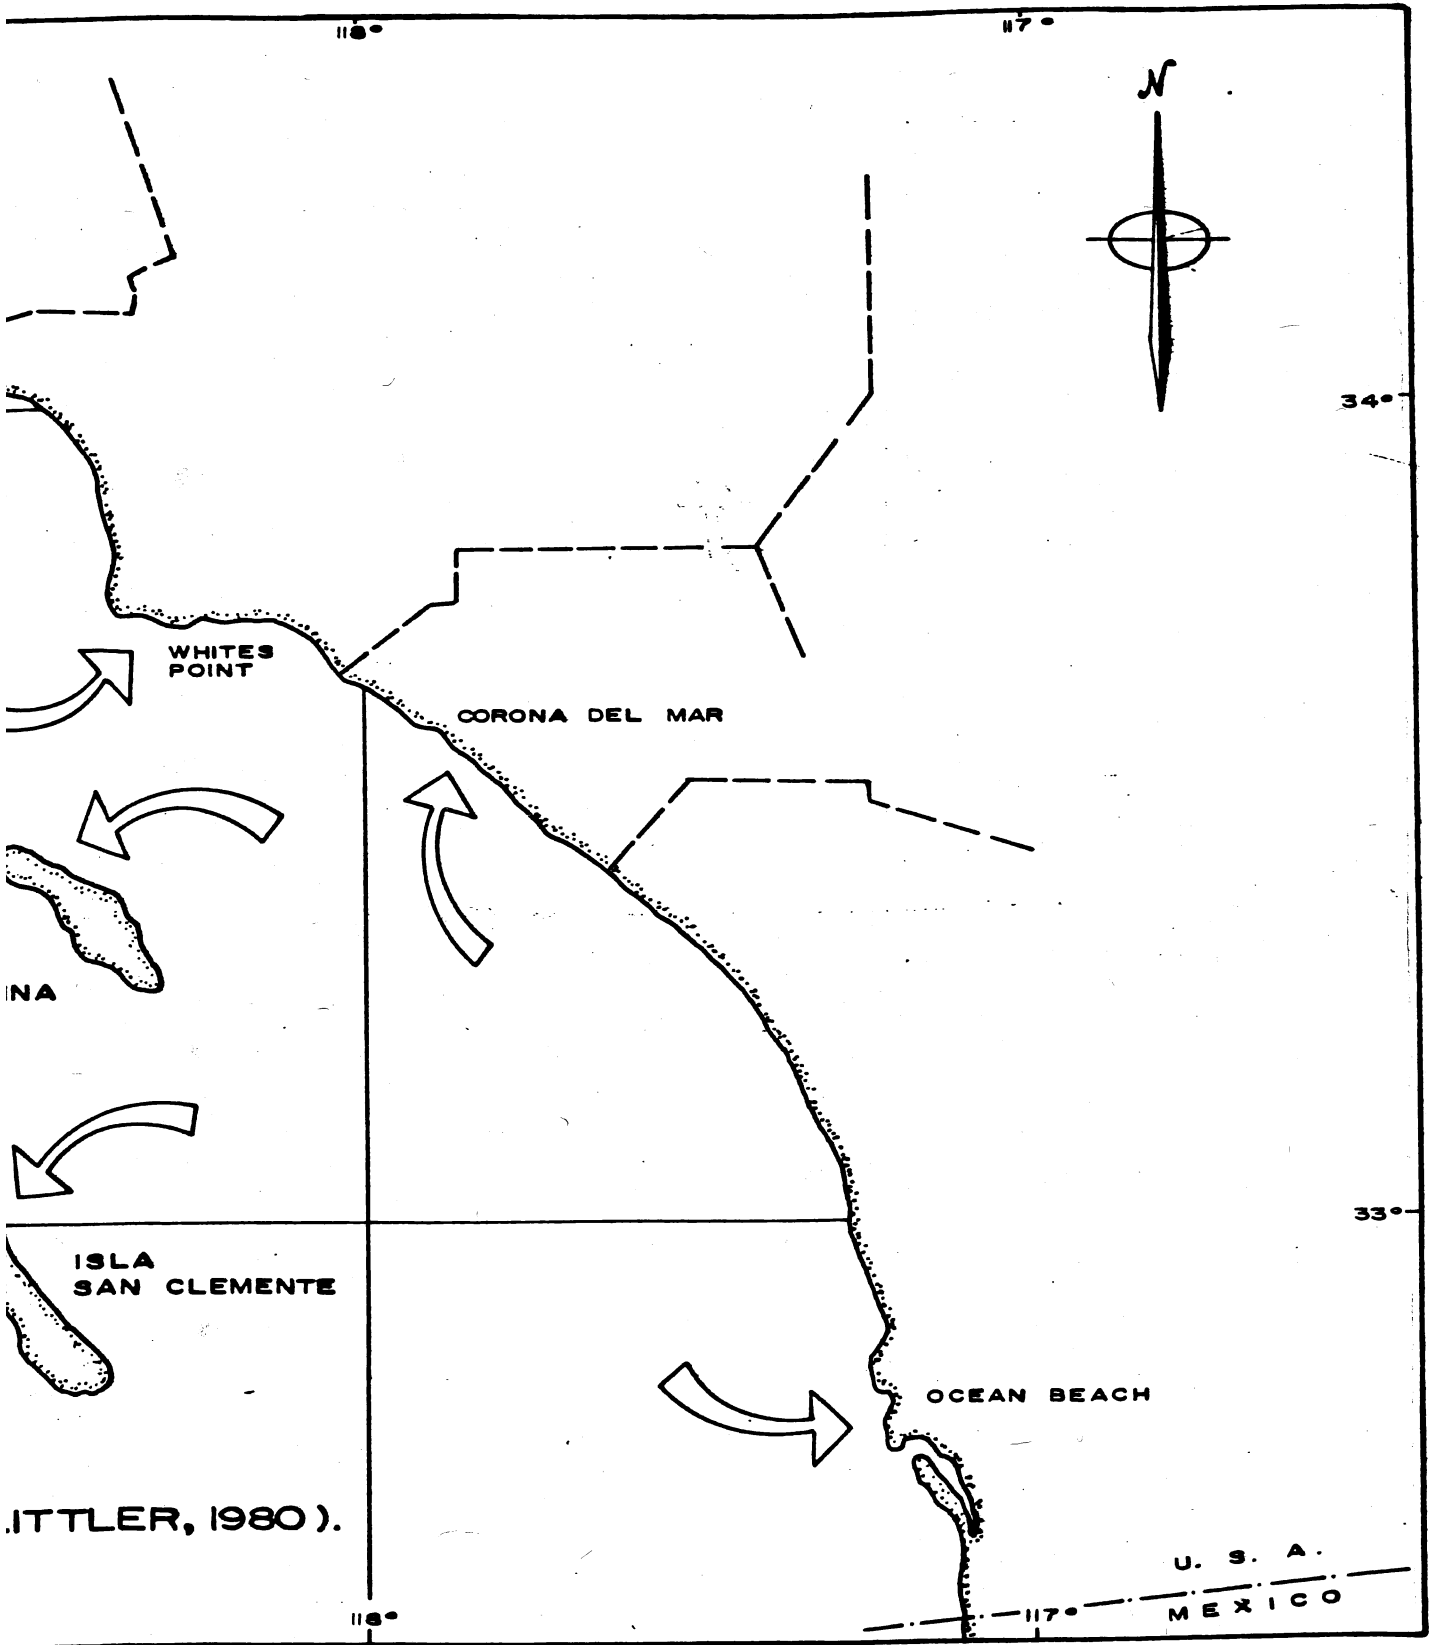 118°
117°
N
34°
WHITES
POINT
CORONA DEL MAR
INA
33°
ISLA
SAN CLEMENTE
OCEAN BEACH
LITTLER, 1980).
U. S. A.
MEXICO
118°
117°